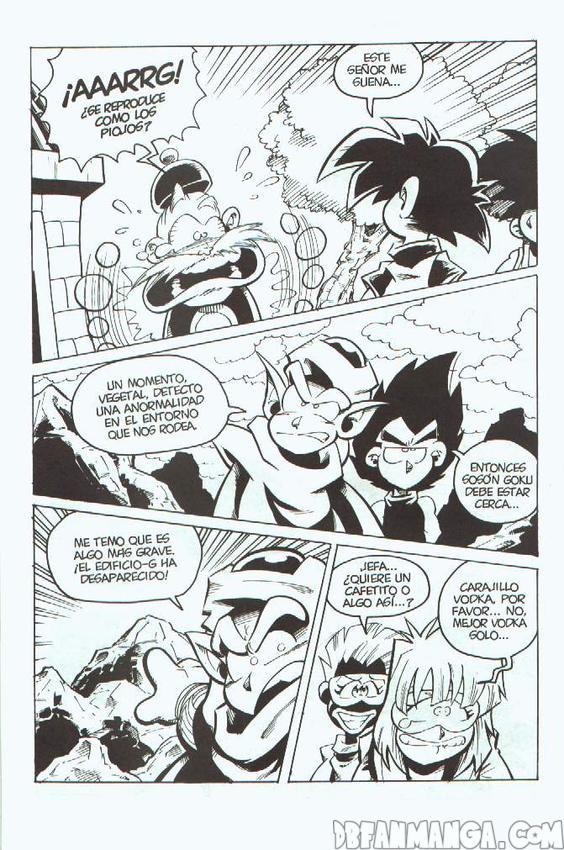 ¡AAARRG!
¿SE REPRODUCE
COMO LOS
PIOJOS?
ESTE
SEÑOR ME
SUENA...
UN MOMENTO,
VEGETAL, DETECTO
UNA ANORMALIDAD
EN EL ENTORNO
QUE NOS RODEA.
ENTONCES
SOSÓN GOKU
DEBE ESTAR
CERCA...
ME TEMO QUE ES
ALGO MÁS GRAVE.
¡EL EDIFICIO-G HA
DESAPARECIDO!
JEFA...
¿QUIERE UN
CAFETITO O
ALGO ASÍ...?
CARAJILLO
VODKA, POR
FAVOR... NO,
MEJOR VODKA
SOLO...
DBFANMANGA.COM